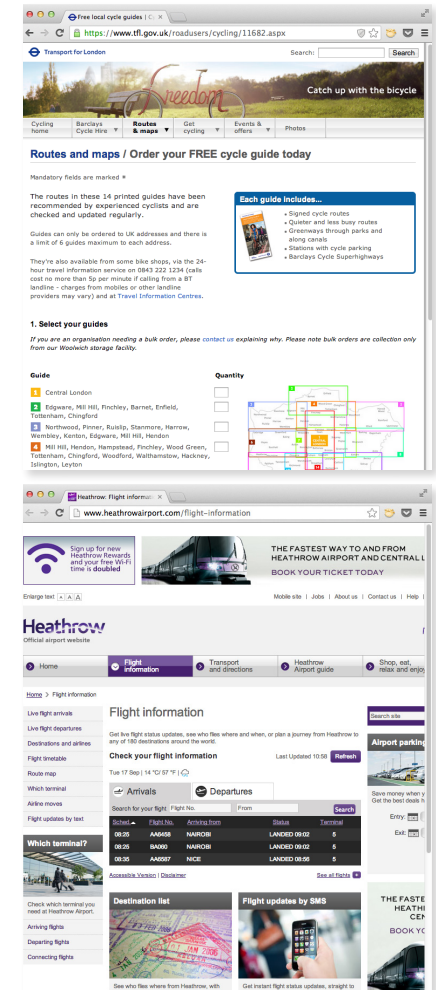 Free local cycle guides | C
https://www.tfl.gov.uk/roadusers/cycling/11682.aspx
Transport for London
Search:
Search
freedom
Catch up with the bicycle
Cycling home
Barclays Cycle Hire
Routes & maps
Get cycling
Events & offers
Photos
Routes and maps / Order your FREE cycle guide today
Mandatory fields are marked *
The routes in these 14 printed guides have been
recommended by experienced cyclists and are
checked and updated regularly.
Guides can only be ordered to UK addresses and there is
a limit of 6 guides maximum to each address.
They're also available from some bike shops, via the 24-
hour travel information service on 0843 222 1234 (calls
cost no more than 5p per minute if calling from a BT
landline - charges from mobiles or other landline
providers may vary) and at Travel Information Centres.
Each guide includes...
Signed cycle routes
Quieter and less busy routes
Greenways through parks and
along canals
Stations with cycle parking
Barclays Cycle Superhighways
1. Select your guides
If you are an organisation needing a bulk order, please contact us explaining why. Please note bulk orders are collection only
from our Woolwich storage facility.
Guide
Quantity
1 Central London
2 Edgware, Mill Hill, Finchley, Barnet, Enfield,
Tottenham, Chingford
3 Northwood, Pinner, Ruislip, Stanmore, Harrow,
Wembley, Kenton, Edgware, Mill Hill, Hendon
4 Mill Hill, Hendon, Hampstead, Finchley, Wood Green,
Tottenham, Chingford, Woodford, Walthamstow, Hackney,
Islington, Leyton
Heathrow: Flight informati
www.heathrowairport.com/flight-information
Sign up for new
Heathrow Rewards
and your free Wi-Fi
time is doubled
THE FASTEST WAY TO AND FROM
HEATHROW AIRPORT AND CENTRAL L
BOOK YOUR TICKET TODAY
Enlarge text A A A
Mobile site | Jobs | About us | Contact us | Help |
Heathrow
Official airport website
Home
Flight information
Transport and directions
Heathrow Airport guide
Shop, eat, relax and enjoy
Home > Flight information
Live flight arrivals
Live flight departures
Destinations and airlines
Flight timetable
Route map
Which terminal
Airline moves
Flight updates by text
Which terminal?
Check which terminal you
need at Heathrow Airport.
Arriving flights
Departing flights
Connecting flights
Flight information
Get live flight status updates, see who flies where and when, or plan a journey from Heathrow to
any of 180 destinations around the world.
Check your flight information
Last Updated 10:58 Refresh
Tue 17 Sep | 14 °C/ 57 °F |
Arrivals
Departures
Search for your flight Flight No. From Search
Sched. Flight No. Arriving from Status Terminal
08:25 AA6458 NAIROBI LANDED 09:02 5
08:25 BA060 NAIROBI LANDED 09:02 5
08:35 AA6587 NICE LANDED 08:56 5
Accessible Version | Disclaimer
See all flights
Destination list
See who flies where from Heathrow, with
Flight updates by SMS
Get instant flight status updates, straight to
Search site
Airport parking
Save money when y
Get the best deals h
Entry:
Exit:
THE FASTE
HEATH
CEN
BOOK YO